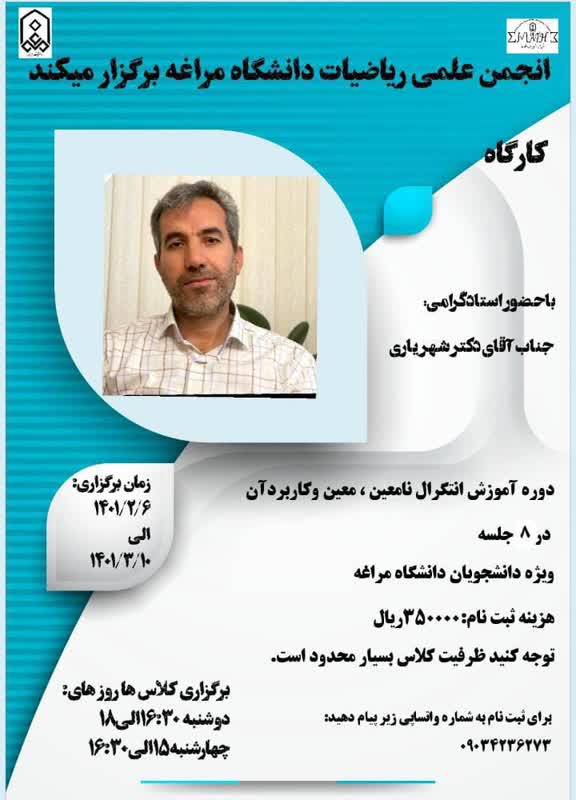 MATH
انجمن علمی ریاضیات دانشگاه مراغه برگزار میکند
کارگاه
باحضور استادگرامی:
جناب آقای دکتر شهریاری
زمان برگزاری:
۱۴۰۱/۲/۶
الی
۱۴۰۱/۳/۱۰
دوره آموزش انتگرال نامعین ، معین وکاربردآن
در ۸ جلسه
ویژه دانشجویان دانشگاه مراغه
هزینه ثبت نام:۳۵۰۰۰۰ریال
توجه کنید ظرفیت کلاس بسیار محدود است.
برگزاری کلاس ها روز های:
دوشنبه ۱۶:۳۰الی۱۸
چهارشنبه۱۵الی۱۶:۳۰
برای ثبت نام به شماره واتساپی زیر پیام دهید:
۰۹۰۳۴۲۳۶۲۷۳